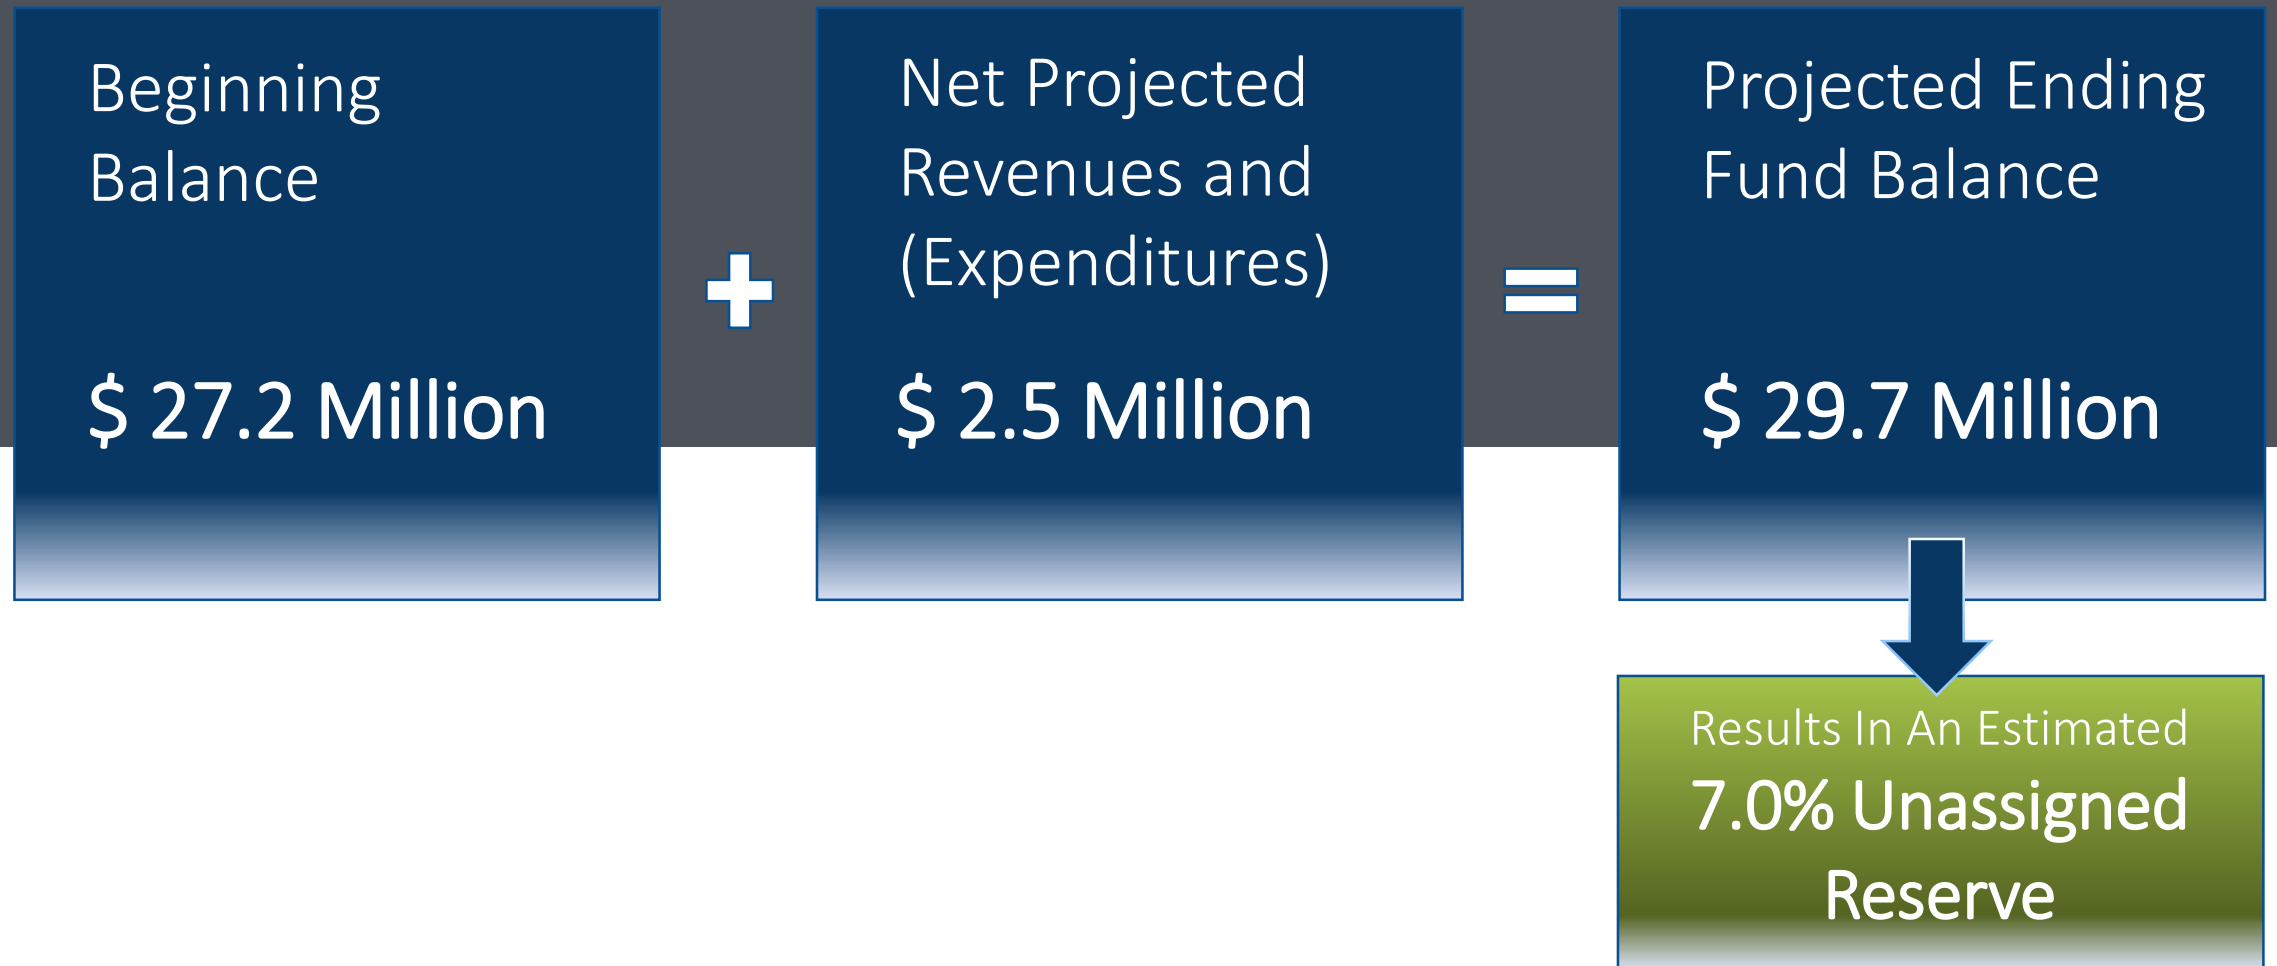 Beginning
Balance
$ 27.2 Million
Net Projected
Revenues and
(Expenditures)
$ 2.5 Million
Projected Ending
Fund Balance
$ 29.7 Million
Results In An Estimated
7.0% Unassigned
Reserve